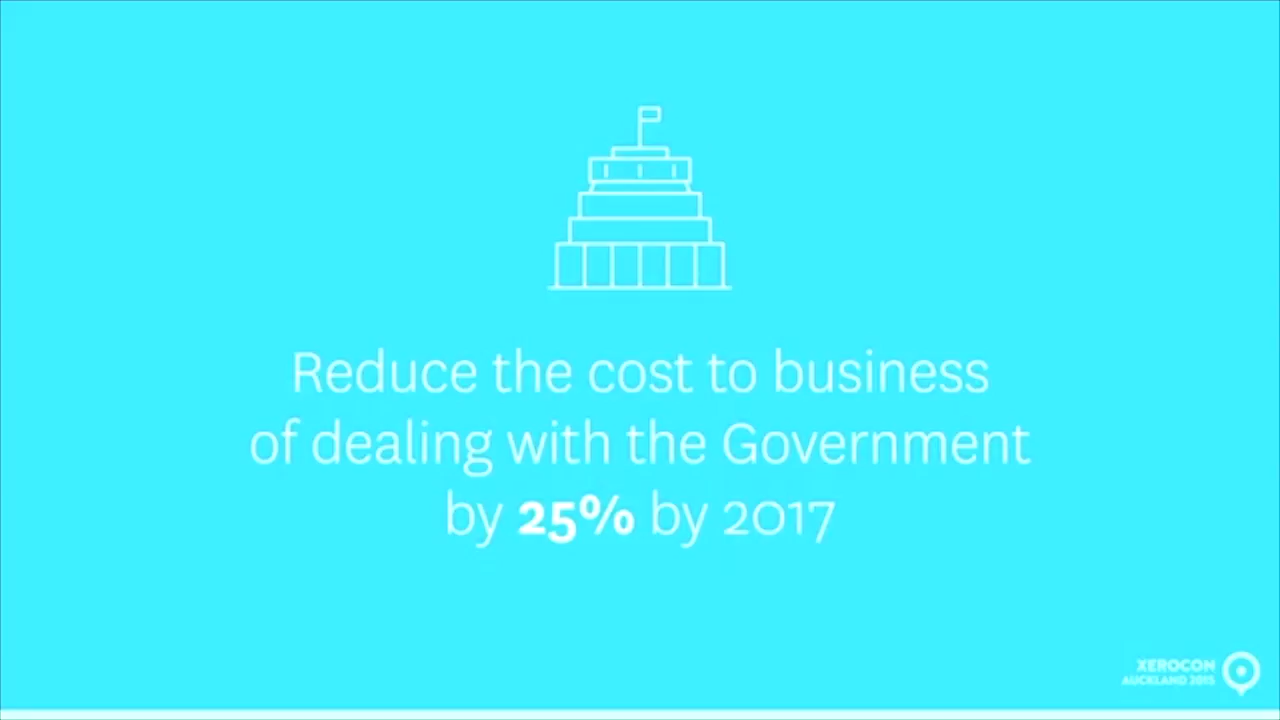 Reduce the cost to business
of dealing with the Government
by 25% by 2017
XEROCON
AUCKLAND 2015